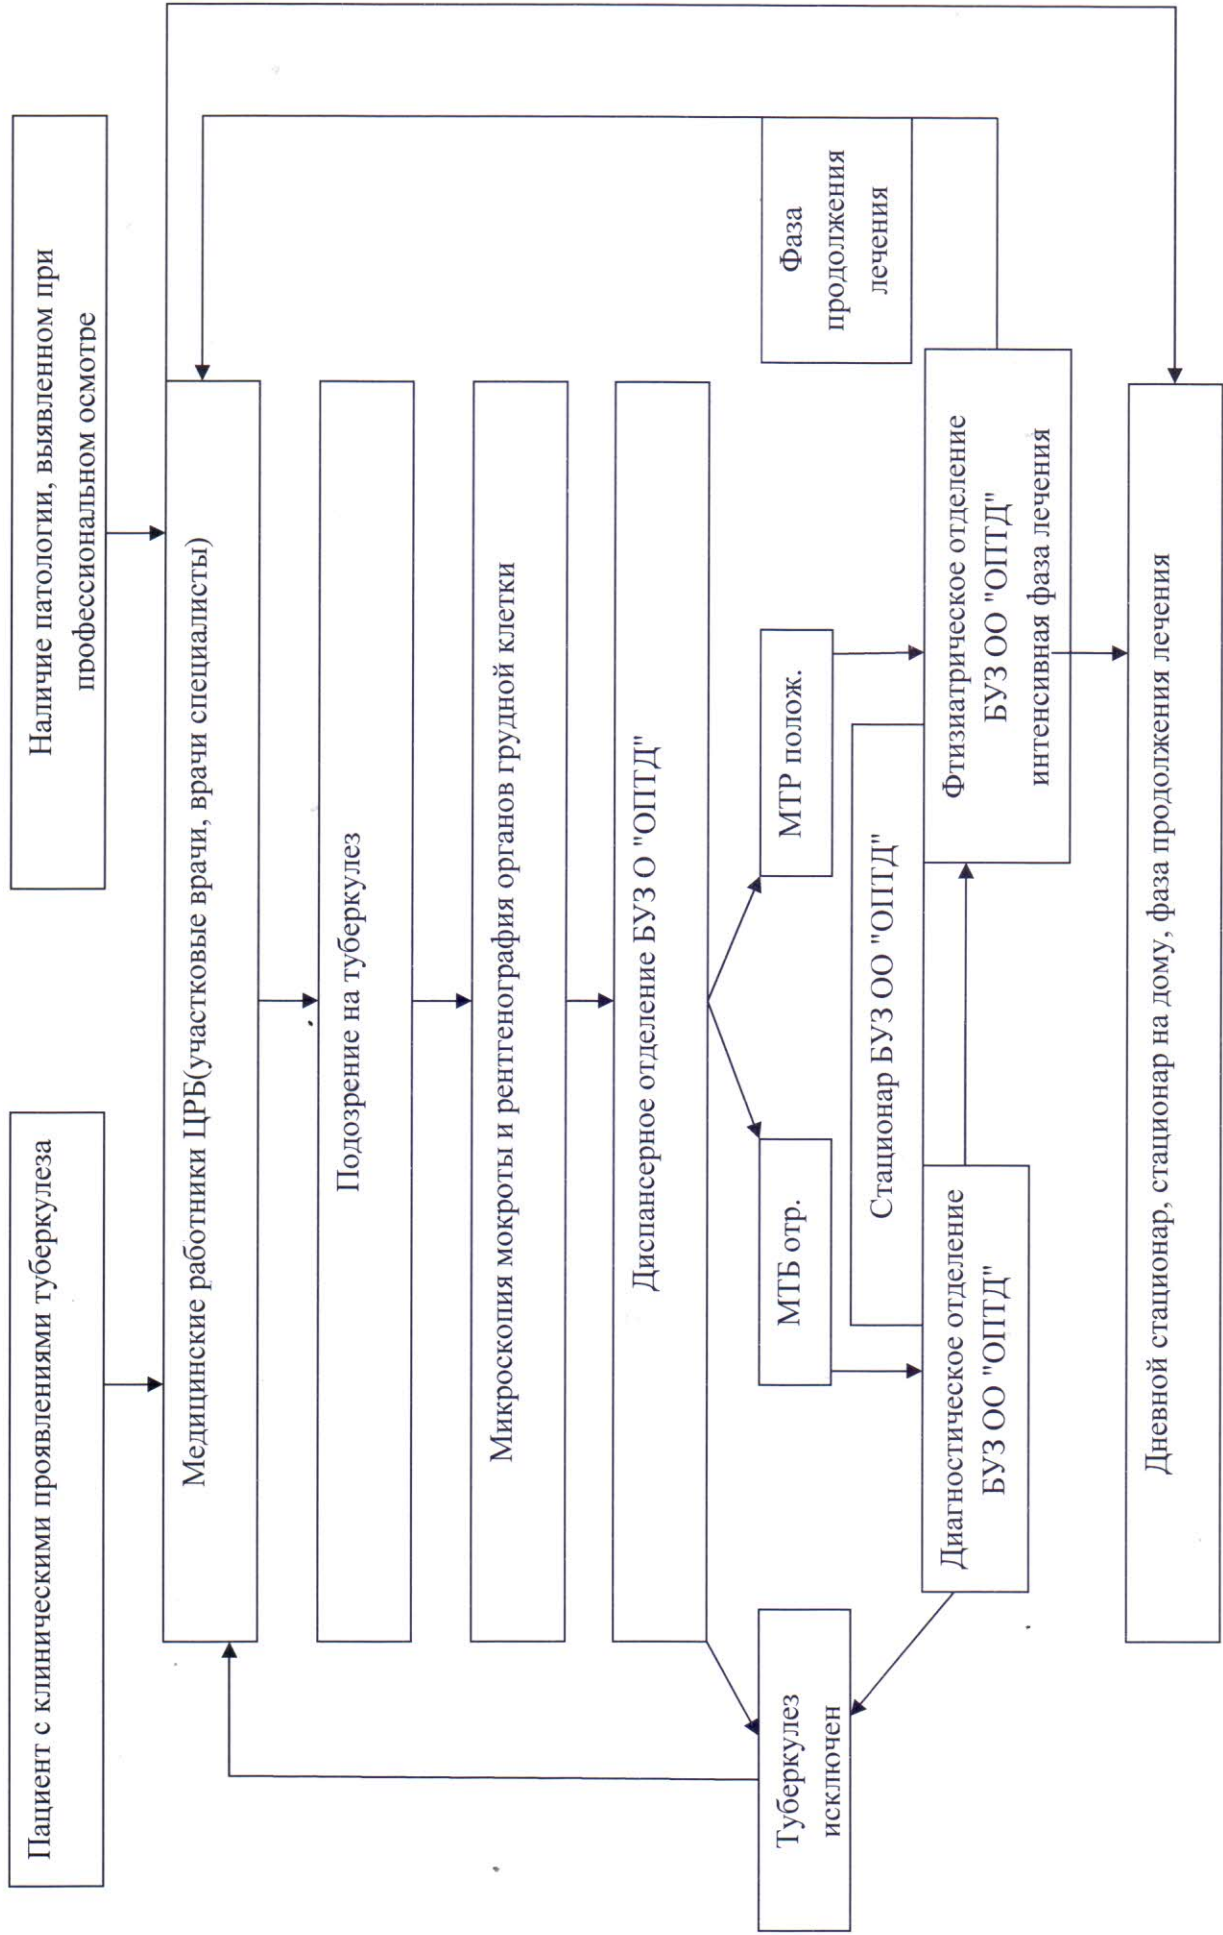 Пациент с клиническими проявлениями туберкулеза
Наличие патологии, выявленном при
профессиональном осмотре
Медицинские работники ЦРБ(участковые врачи, врачи специалисты)
Подозрение на туберкулез
Микроскопия мокроты и рентгенография органов грудной клетки
Диспансерное отделение БУЗ О "ОПТД"
Туберкулез
исключен
МТБ отр.
МТР полож.
Фаза
продолжения
лечения
Стационар БУЗ ОО "ОПТД"
Диагностическое отделение
БУЗ ОО "ОПТД"
Фтизиатрическое отделение
БУЗ ОО "ОПТД"
интенсивная фаза лечения
Дневной стационар, стационар, стационар на дому, фаза продолжения лечения